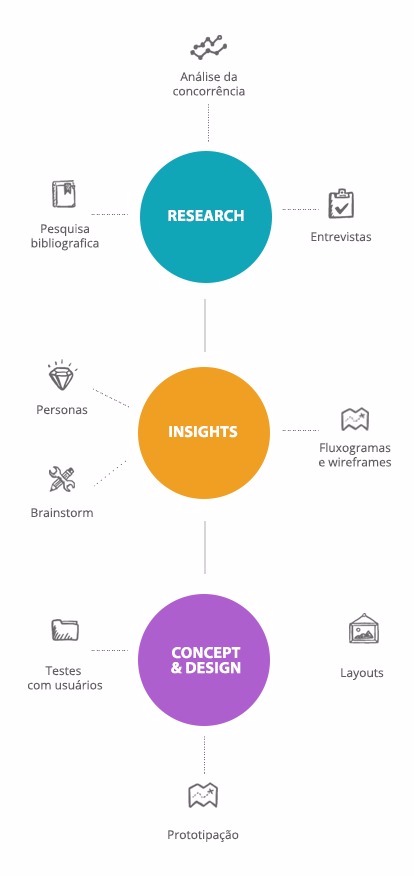 Análise da
concorrência
RESEARCH
Pesquisa
bibliografica
Entrevistas
Personas
INSIGHTS
Fluxogramas
e wireframes
Brainstorm
CONCEPT
& DESIGN
Testes
com usuários
Layouts
Prototipação